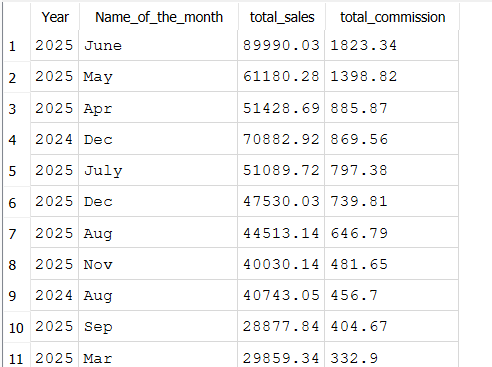 Year Name_of_the_month total_sales total_commission
1 2025 June 89990.03 1823.34
2 2025 May 61180.28 1398.82
3 2025 Apr 51428.69 885.87
4 2024 Dec 70882.92 869.56
5 2025 July 51089.72 797.38
6 2025 Dec 47530.03 739.81
7 2025 Aug 44513.14 646.79
8 2025 Nov 40030.14 481.65
9 2024 Aug 40743.05 456.7
10 2025 Sep 28877.84 404.67
11 2025 Mar 29859.34 332.9